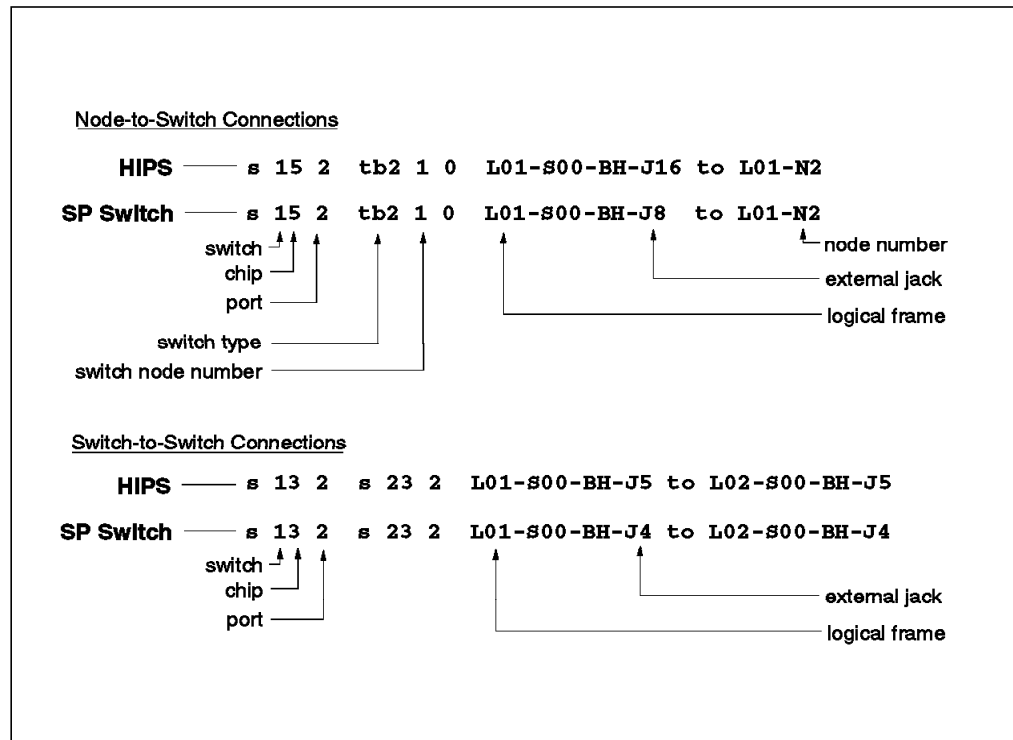 Node-to-Switch Connections
HIPS s 15 2 tb2 1 0 L01-S00-BH-J16 to L01-N2
SP Switch s 15 2 tb2 1 0 L01-S00-BH-J8 to L01-N2
switch node number
chip external jack
port logical frame
switch type
switch node number
Switch-to-Switch Connections
HIPS s 13 2 s 23 2 L01-S00-BH-J5 to L02-S00-BH-J5
SP Switch s 13 2 s 23 2 L01-S00-BH-J4 to L02-S00-BH-J4
switch
chip external jack
port logical frame